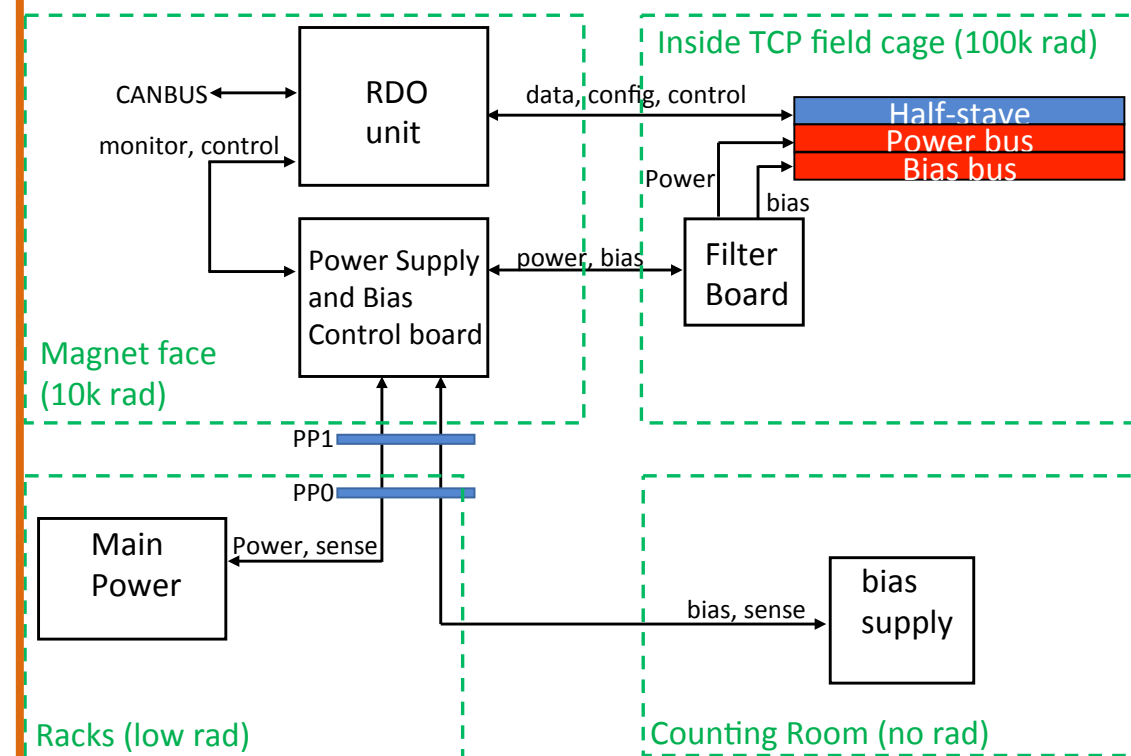 Inside TCP field cage (100k rad)
CANBUS
RDO
unit
data, config, control
Half-stave
Power bus
Bias bus
monitor, control
Power
bias
Power Supply
and Bias
Control board
power, bias
Filter
Board
Magnet face
(10k rad)
PP1
PP0
Main
Power
Power, sense
bias, sense
bias
supply
Racks (low rad)
Counting Room (no rad)